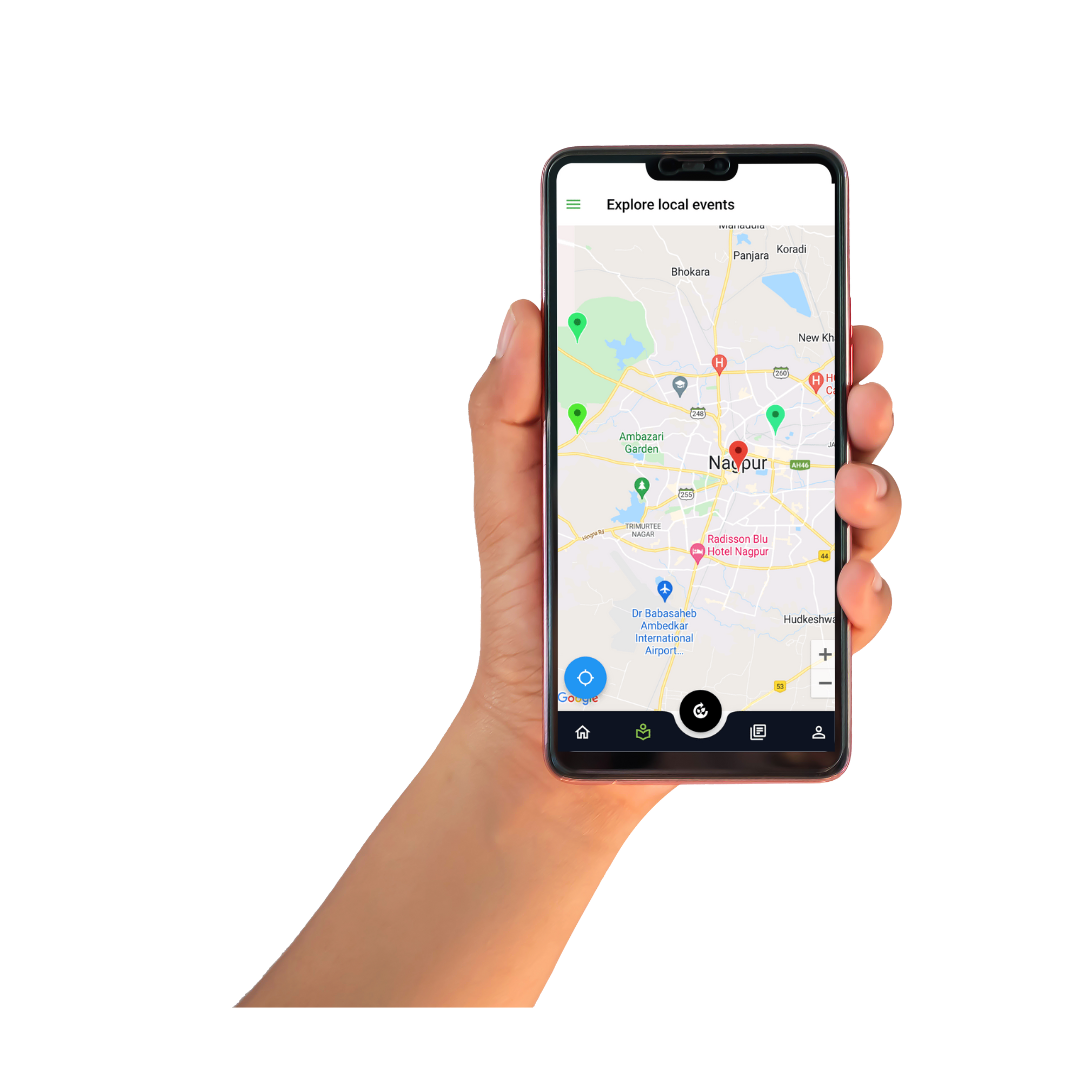 Explore local events
Koradi
Panjara
Bhokara
New Kh
H
260
H
248
Ambazari
Garden
Nagpur
AH46
255
TRIMURTEE
NAGAR
Hingna Rd
Radisson Blu
Hotel Nagpur
44
Dr Babasaheb
Ambedkar
International
Airport...
Hudkeshwa
+
−
53
Google